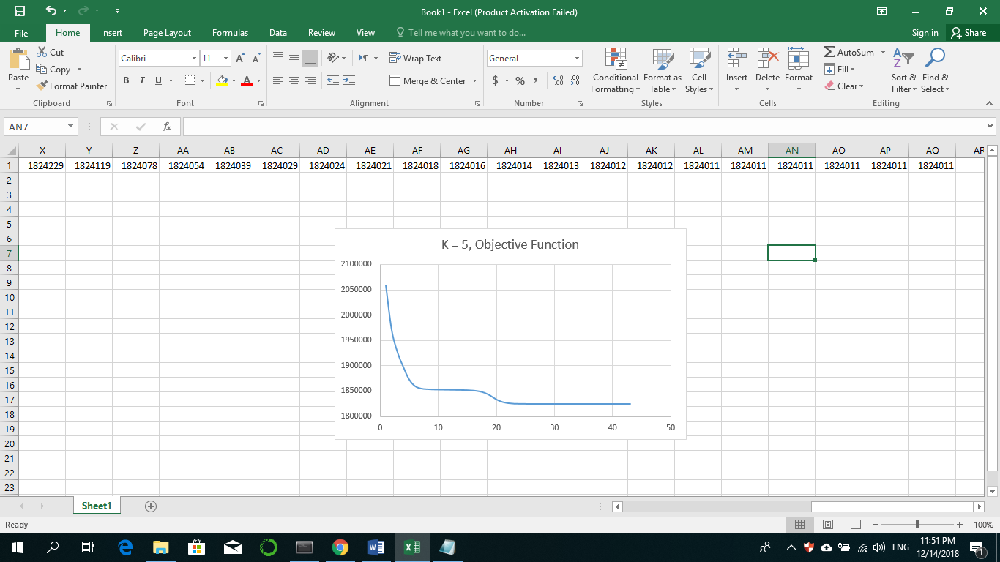 Book1 - Excel (Product Activation Failed)
File Home Insert Page Layout Formulas Data Review View Tell me what you want to do... Sign in Share
Paste
Cut
Copy
Format Painter
Clipboard
Calibri 11
B I U A
Font
Wrap Text
Merge & Center
Alignment
General
$ % ,
Number
Conditional Formatting
Format as Table
Cell Styles
Styles
Insert Delete Format
Cells
AutoSum
Fill
Clear
Sort & Filter
Find & Select
Editing
AN7 fx
X Y Z AA AB AC AD AE AF AG AH AI AJ AK AL AM AN AO AP AQ AR
1 1824229 1824119 1824078 1824054 1824039 1824029 1824024 1824021 1824018 1824016 1824014 1824013 1824012 1824012 1824011 1824011 1824011 1824011 1824011 1824011
2
3
4
5
6
7
8
9
10
11
12
13
14
15
16
17
18
19
20
21
22
23
K = 5, Objective Function
2100000
2050000
2000000
1950000
1900000
1850000
1800000
0 10 20 30 40 50
Sheet1
Ready 100%
ENG 11:51 PM
12/14/2018 1